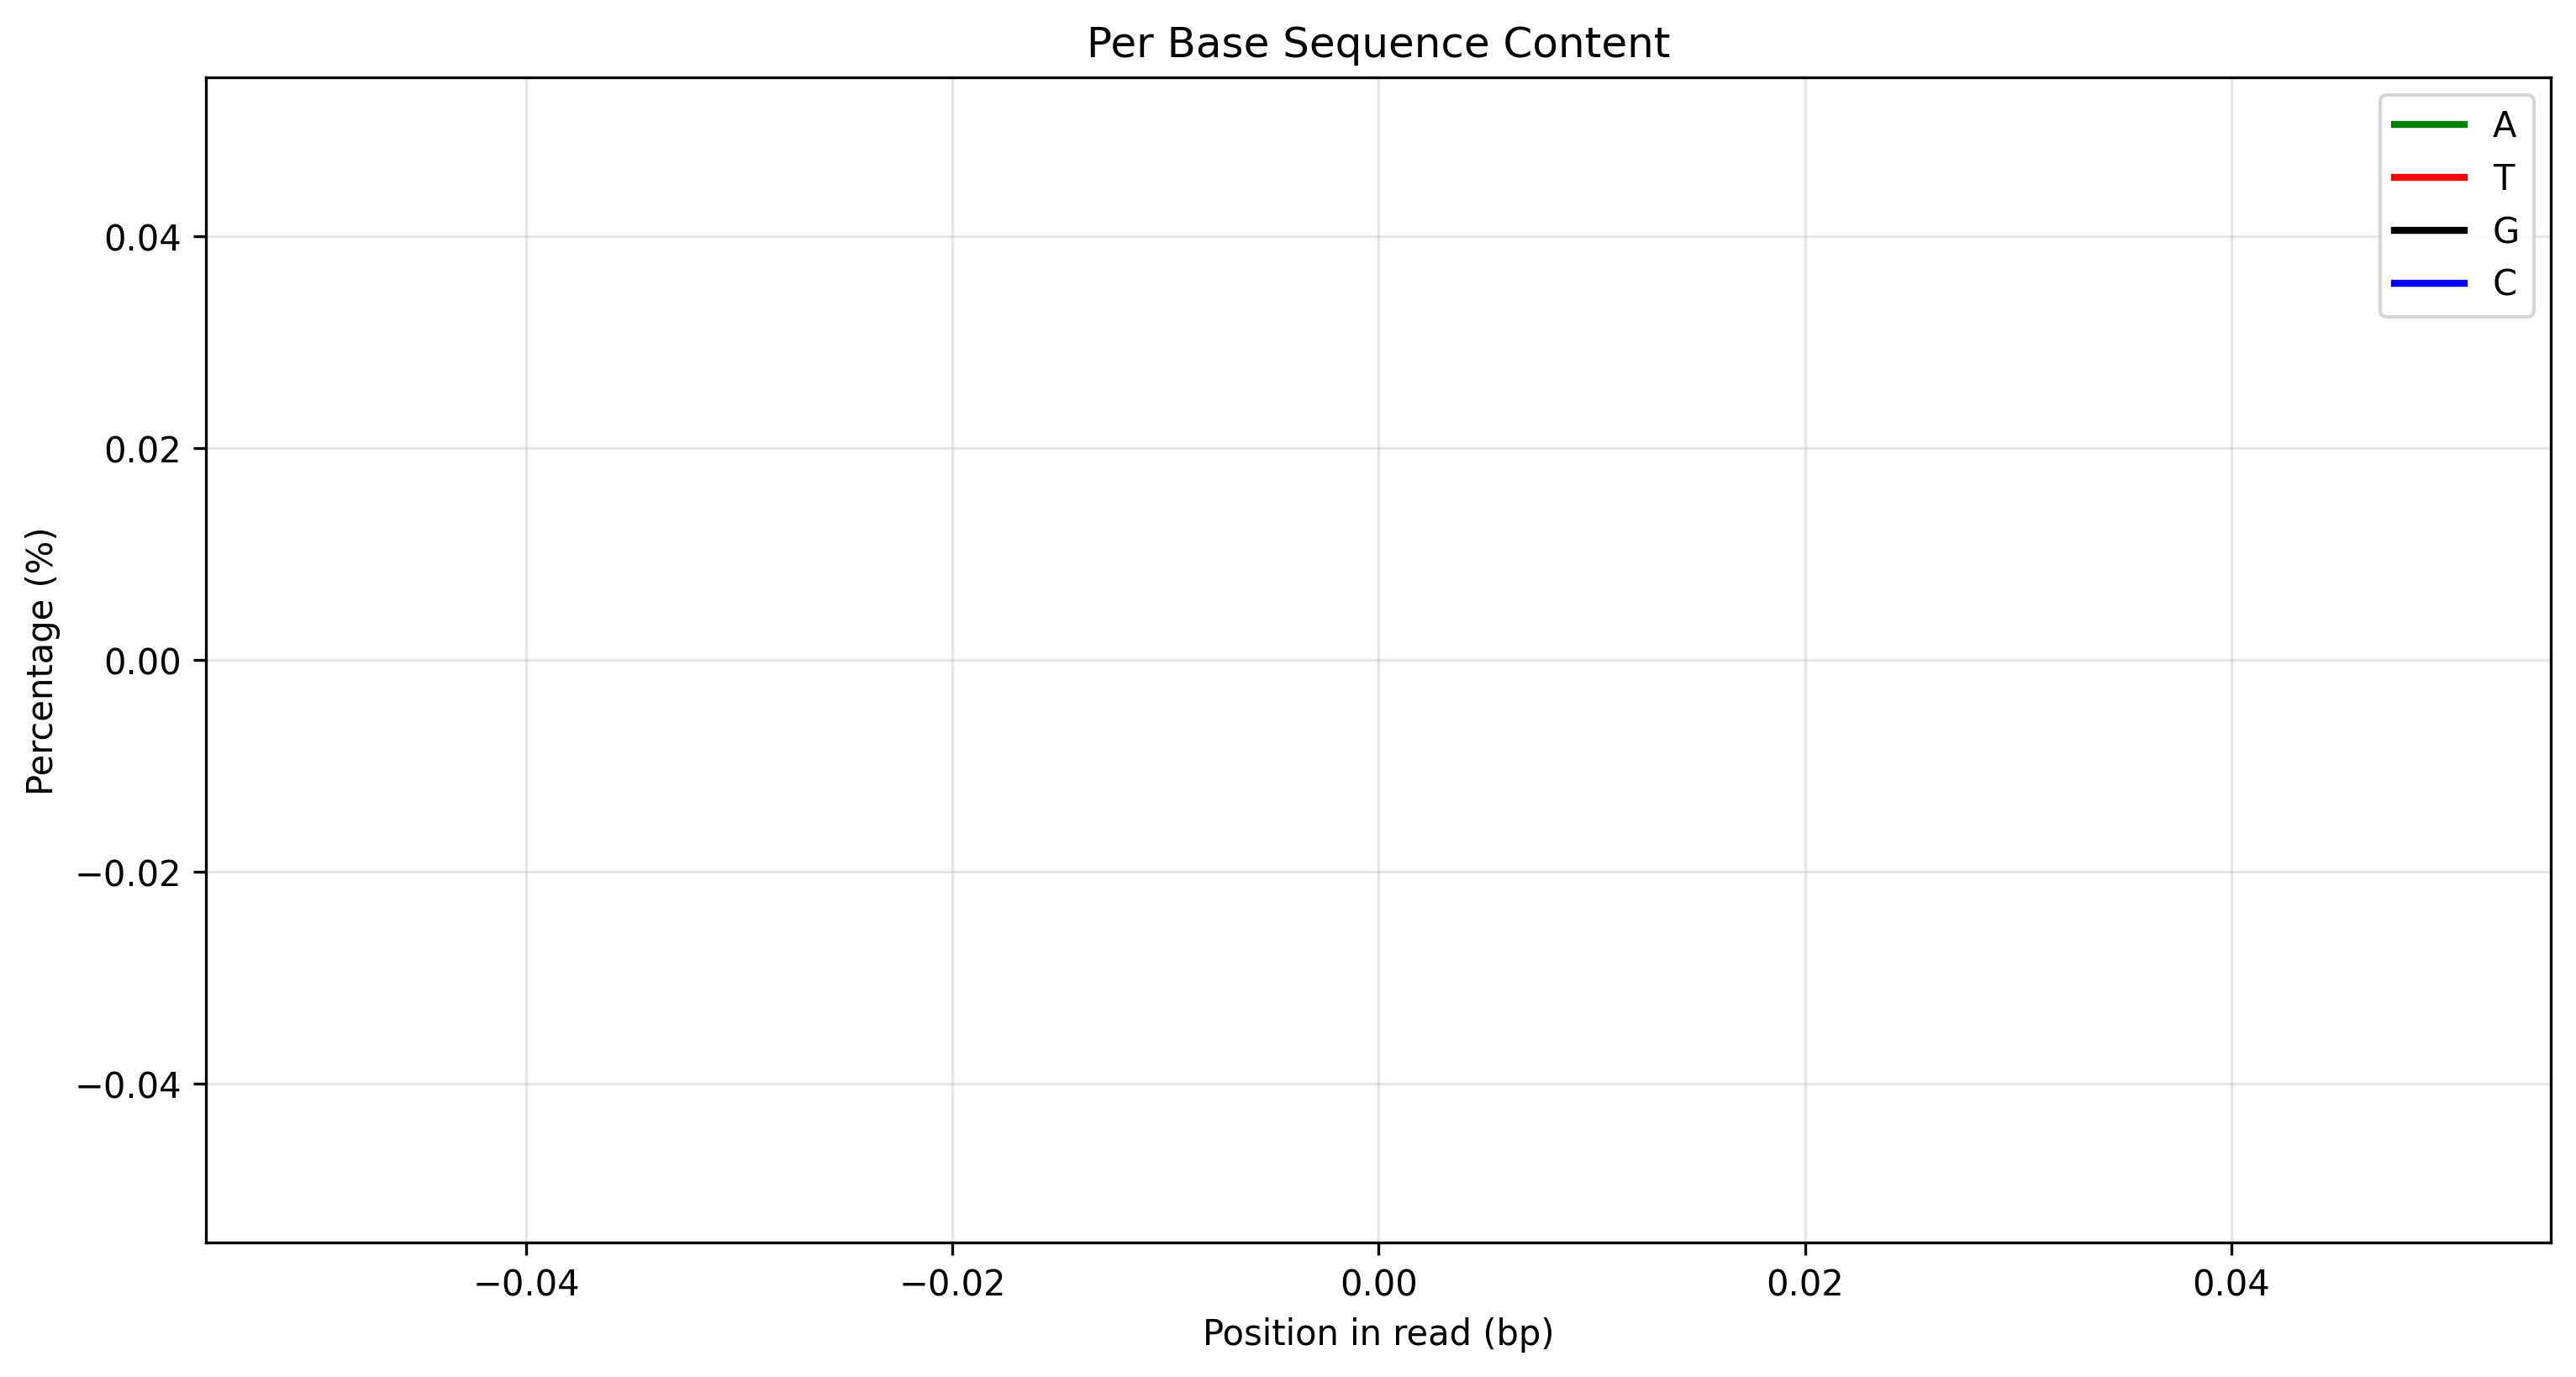 Per Base Sequence Content
A
T
G
C
0.04
0.02
0.00
−0.02
−0.04
Percentage (%)
−0.04 −0.02 0.00 0.02 0.04
Position in read (bp)